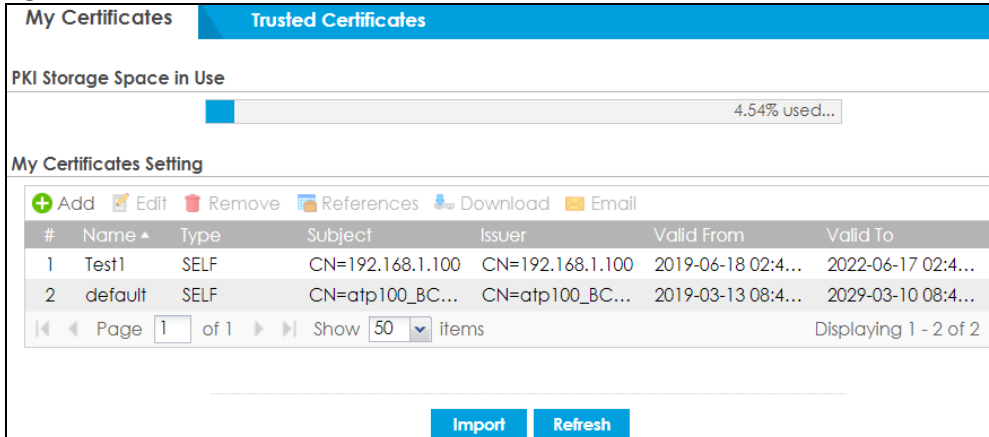 My Certificates Trusted Certificates
PKI Storage Space in Use
4.54% used...
My Certificates Setting
Add Edit Remove References Download Email
# Name Type Subject Issuer Valid From Valid To
1 Test1 SELF CN=192.168.1.100 CN=192.168.1.100 2019-06-18 02:4... 2022-06-17 02:4...
2 default SELF CN=atp100_BC... CN=atp100_BC... 2019-03-13 08:4... 2029-03-10 08:4...
Page 1 of 1 Show 50 items Displaying 1 - 2 of 2
Import Refresh